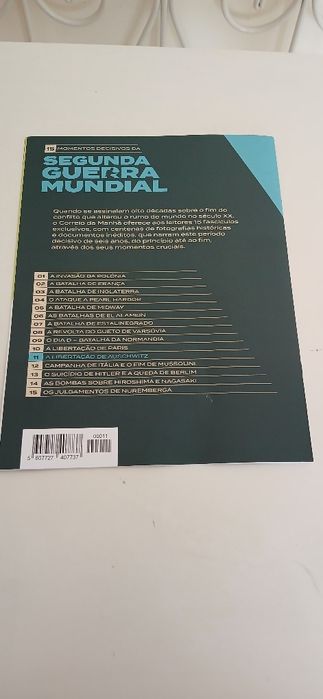 15 MOMENTOS DECISIVOS DA
SEGUNDA
GUERRA
MUNDIAL
Quando se assinalam oito décadas sobre o fim do
conflito que alterou o rumo do mundo no século XX,
o Correio da Manhã oferece aos leitores 15 fascículos
exclusivos, com centenas de fotografias históricas
e documentos inéditos, que narram este período
decisivo de seis anos, do princípio até ao fim,
através dos seus momentos cruciais.
01 A INVASÃO DA POLÓNIA
02 A BATALHA DE FRANÇA
03 A BATALHA DE INGLATERRA
04 O ATAQUE A PEARL HARBOR
05 A BATALHA DE MIDWAY
06 AS BATALHAS DE EL ALAMEIN
07 A BATALHA DE ESTALINEGRADO
08 A REVOLTA DO GUETO DE VARSÓVIA
09 O DIA D – BATALHA DA NORMANDIA
10 A LIBERTAÇÃO DE PARIS
11 A LIBERTAÇÃO DE AUSCHWITZ
12 CAMPANHA DE ITÁLIA E O FIM DE MUSSOLINI
13 O SUICÍDIO DE HITLER E A QUEDA DE BERLIM
14 AS BOMBAS SOBRE HIROSHIMA E NAGASAKI
15 OS JULGAMENTOS DE NUREMBERGA
00011
5 607727 407737